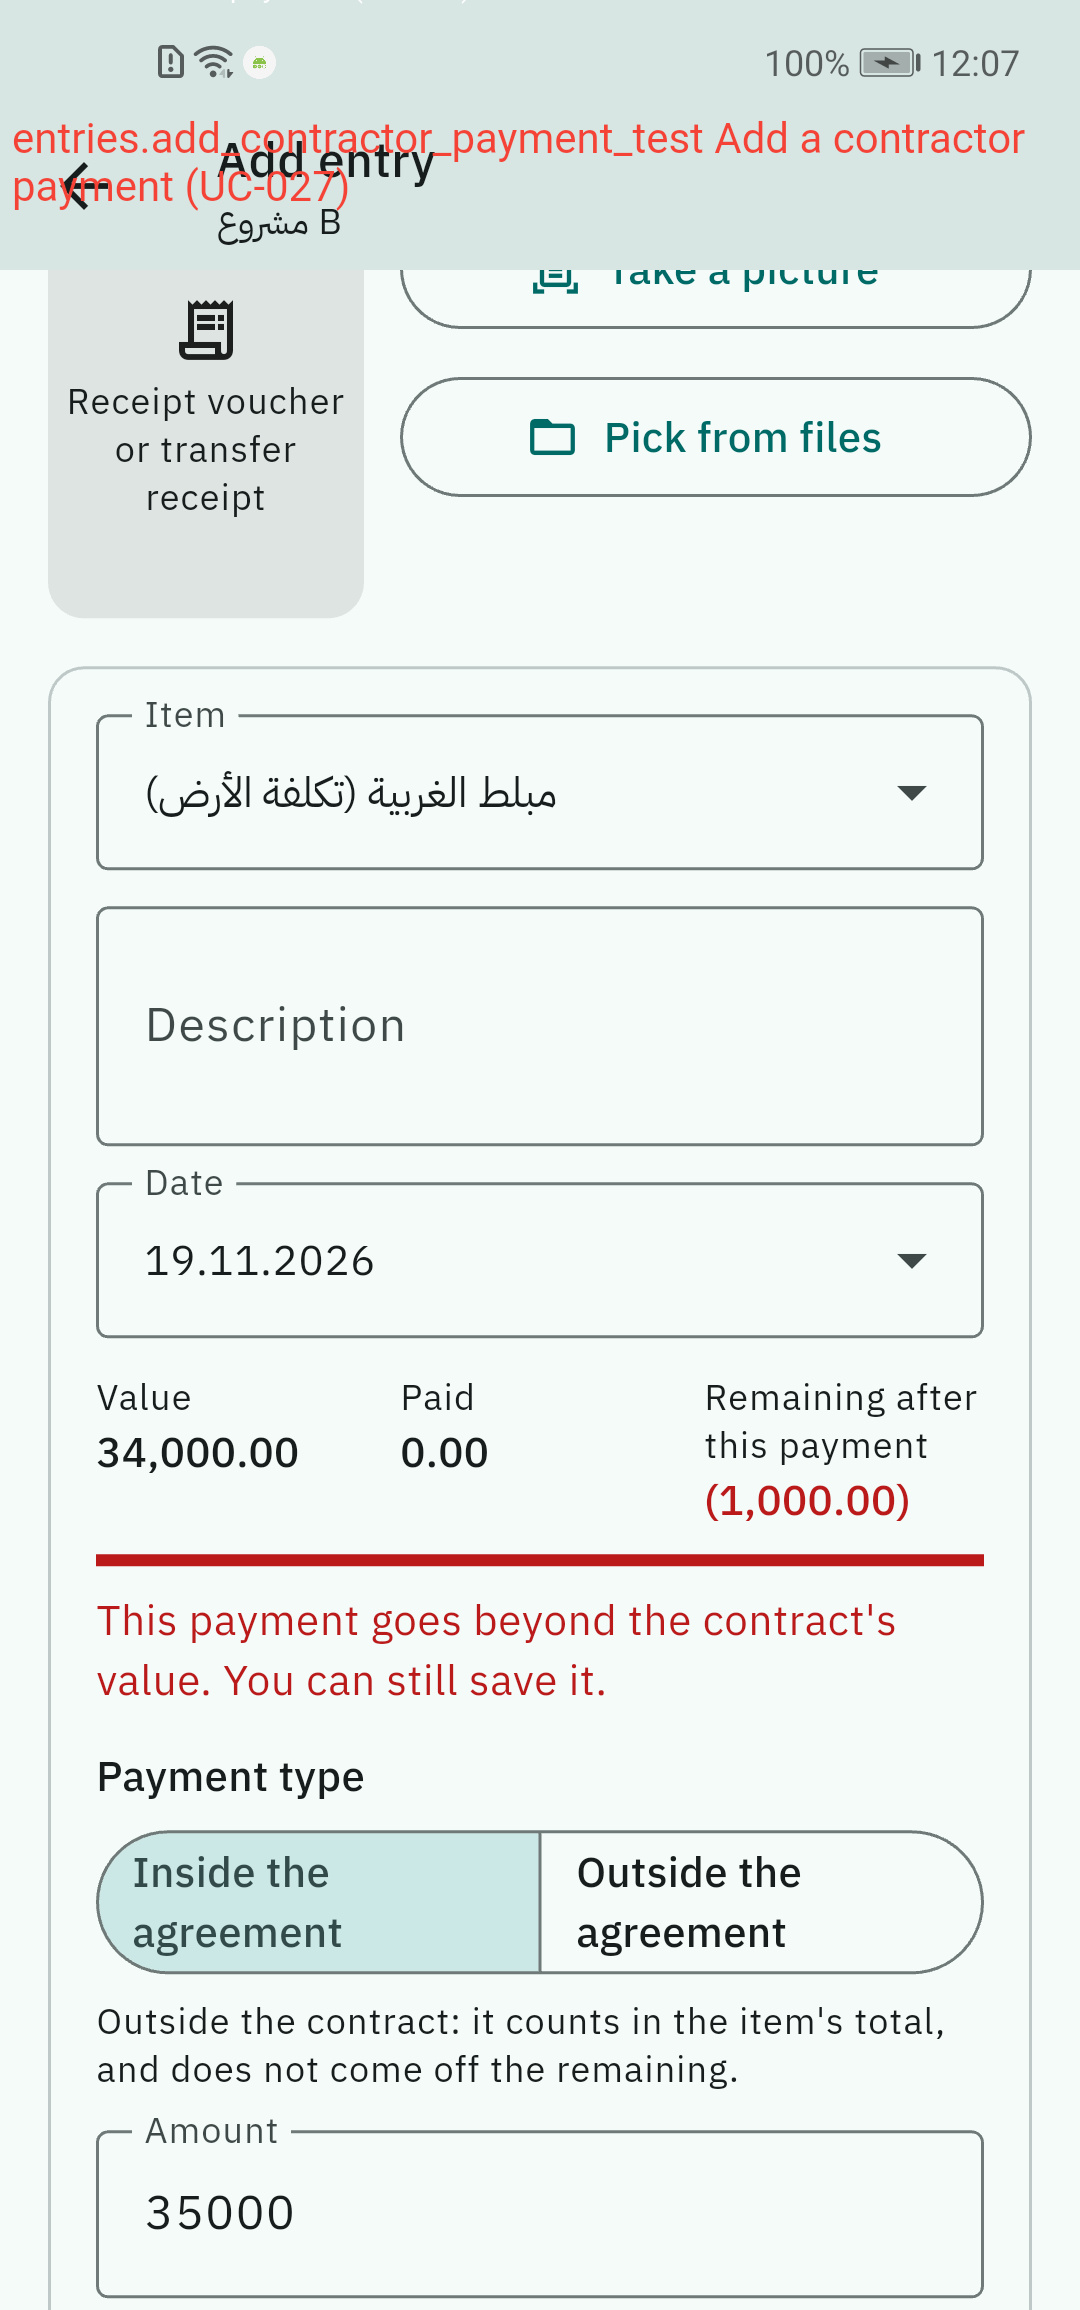 100% 12:07
entries.add_contractor_payment_test Add a contractor
payment (UC-027)
Add entry
مشروع B
Take a picture
Pick from files
Receipt voucher
or transfer
receipt
Item
مبلط الغربية (تكلفة الأرض)
Description
Date
19.11.2026
Value
34,000.00
Paid
0.00
Remaining after
this payment
(1,000.00)
This payment goes beyond the contract's
value. You can still save it.
Payment type
Inside the
agreement
Outside the
agreement
Outside the contract: it counts in the item's total,
and does not come off the remaining.
Amount
35000